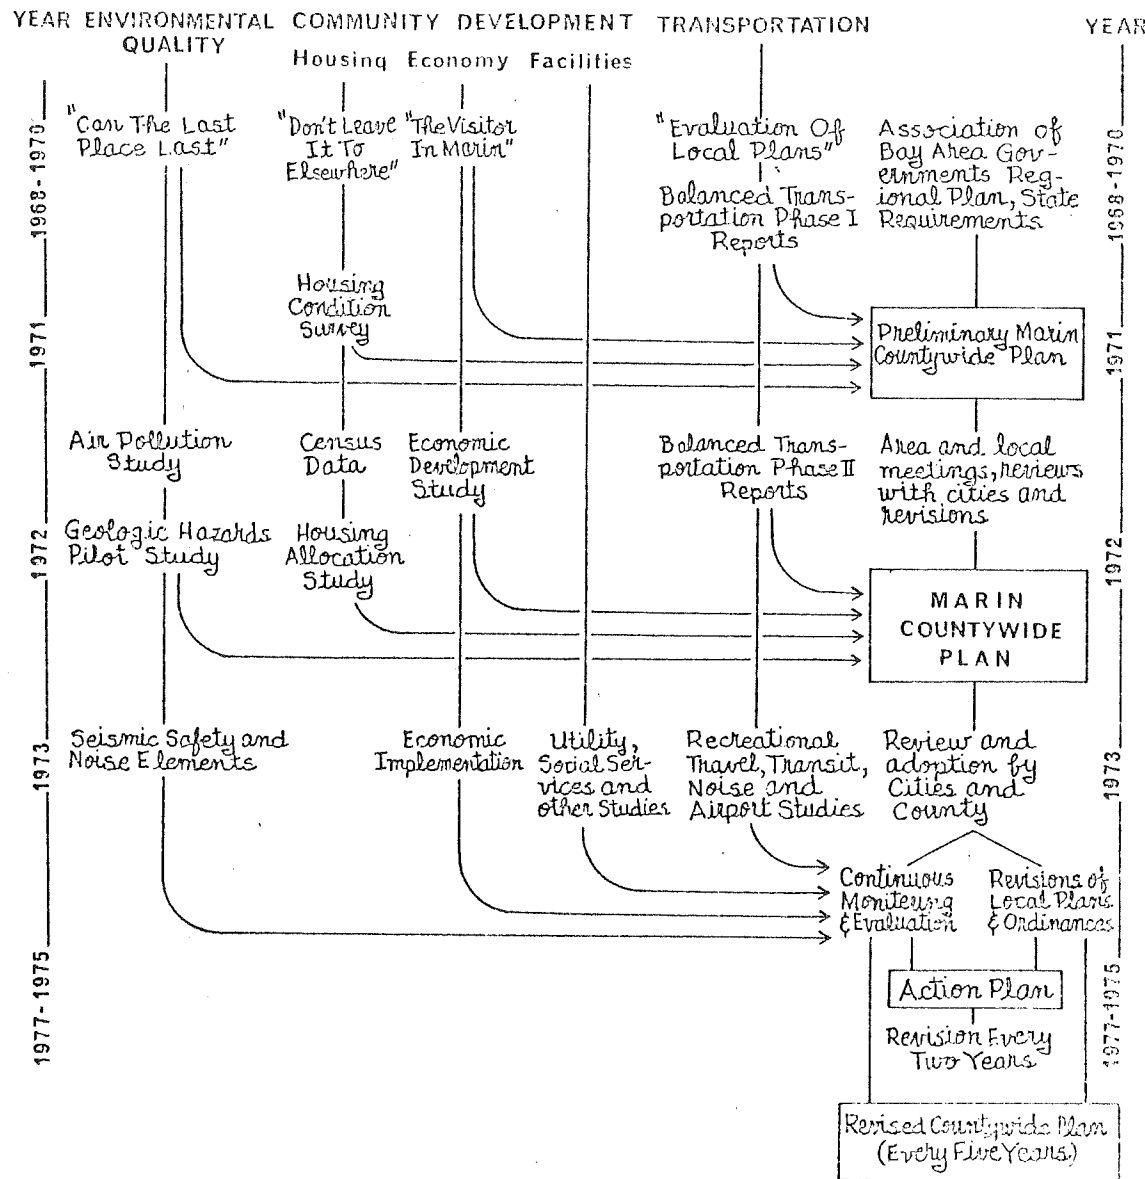 YEAR ENVIRONMENTAL COMMUNITY DEVELOPMENT TRANSPORTATION YEAR
QUALITY
Housing Economy Facilities
1968-1970
"Can The Last
Place Last"
"Don't Leave
It To
Elsewhere"
"The Visitor
In Marin"
"Evaluation Of
Local Plans"
Balanced Trans-
portation Phase I
Reports
Association of
Bay Area Gov-
ernments Reg-
ional Plan, State
Requirements
1968-1970
Housing
Condition
Survey
1971
Preliminary Marin
Countywide Plan
1971
Air Pollution
Study
Census
Data
Economic
Development
Study
Balanced Trans-
portation Phase II
Reports
Area and local
meetings, reviews
with cities and
revisions
1972
Geologic Hazards
Pilot Study
Housing
Allocation
Study
1972
MARIN
COUNTYWIDE
PLAN
1973
Seismic Safety and
Noise Elements
Economic
Implementation
Utility,
Social Ser-
vices and
other Studies
Recreational
Travel, Transit,
Noise and
Airport Studies
Review and
adoption by
Cities and
County
1973
Continuous
Monitering
& Evaluation
Revisions of
Local Plans
& Ordinances
1977-1975
Action Plan
Revision Every
Two Years
1977-1975
Revised Countywide Plan
(Every Five Years)